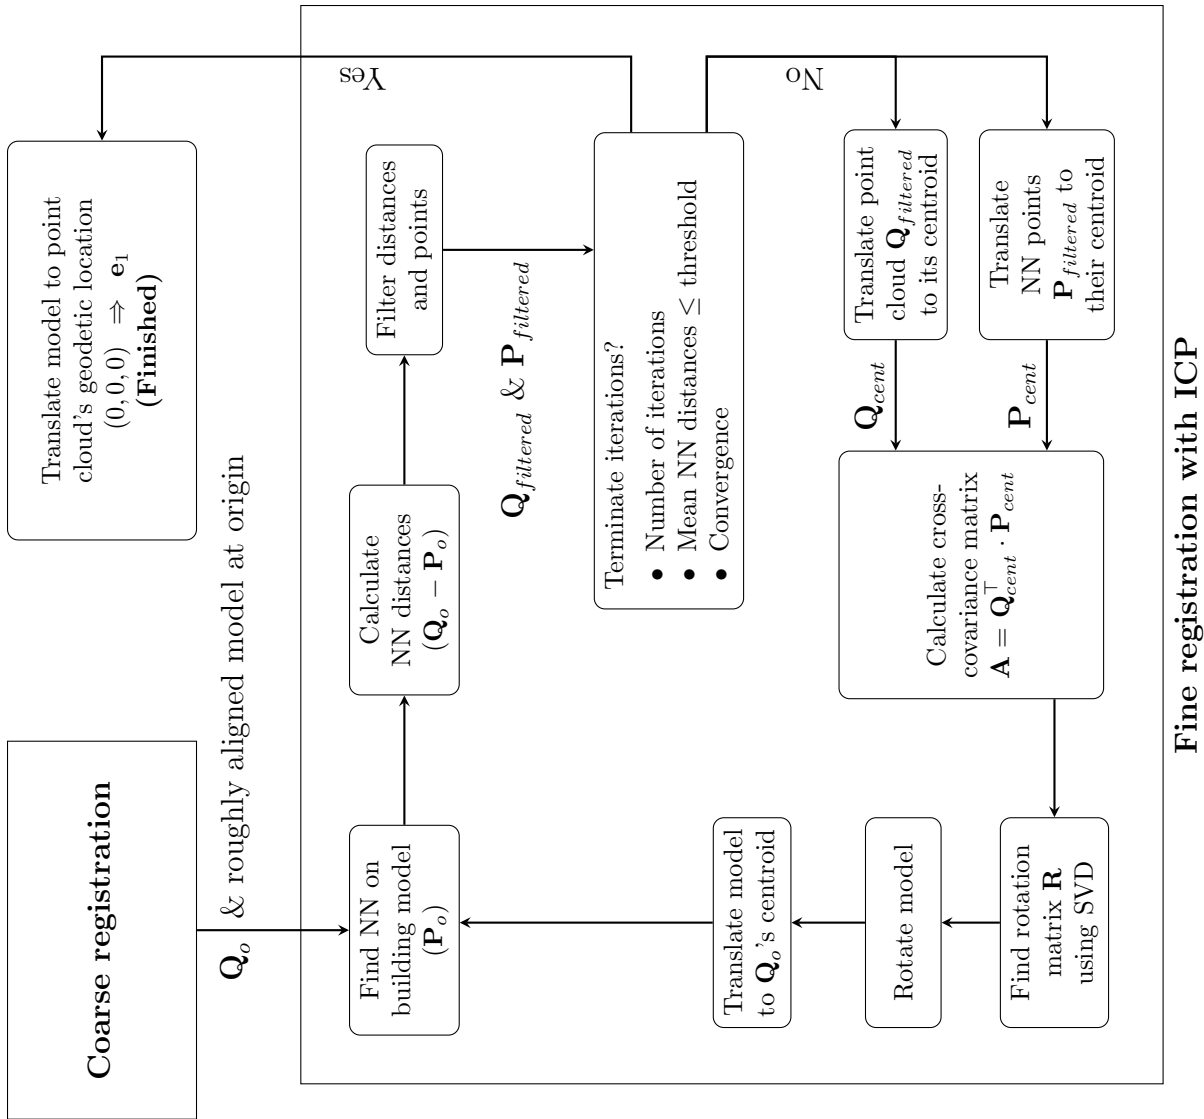 Coarse registration
Q_o & roughly aligned model at origin
Translate model to point
cloud's geodetic location
(0, 0, 0) ⇒ e_1
(Finished)
Find NN on
building model
(P_o)
Calculate
NN distances
(Q_o − P_o)
Filter distances
and points
Yes
Q_filtered & P_filtered
Terminate iterations?
• Number of iterations
• Mean NN distances ≤ threshold
• Convergence
No
Translate point
cloud Q_filtered
to its centroid
Translate
NN points
P_filtered to
their centroid
Q_cent
P_cent
Calculate cross-
covariance matrix
A = Q_cent^⊤ · P_cent
Find rotation
matrix R
using SVD
Rotate model
Translate model
to Q_o's centroid
Fine registration with ICP